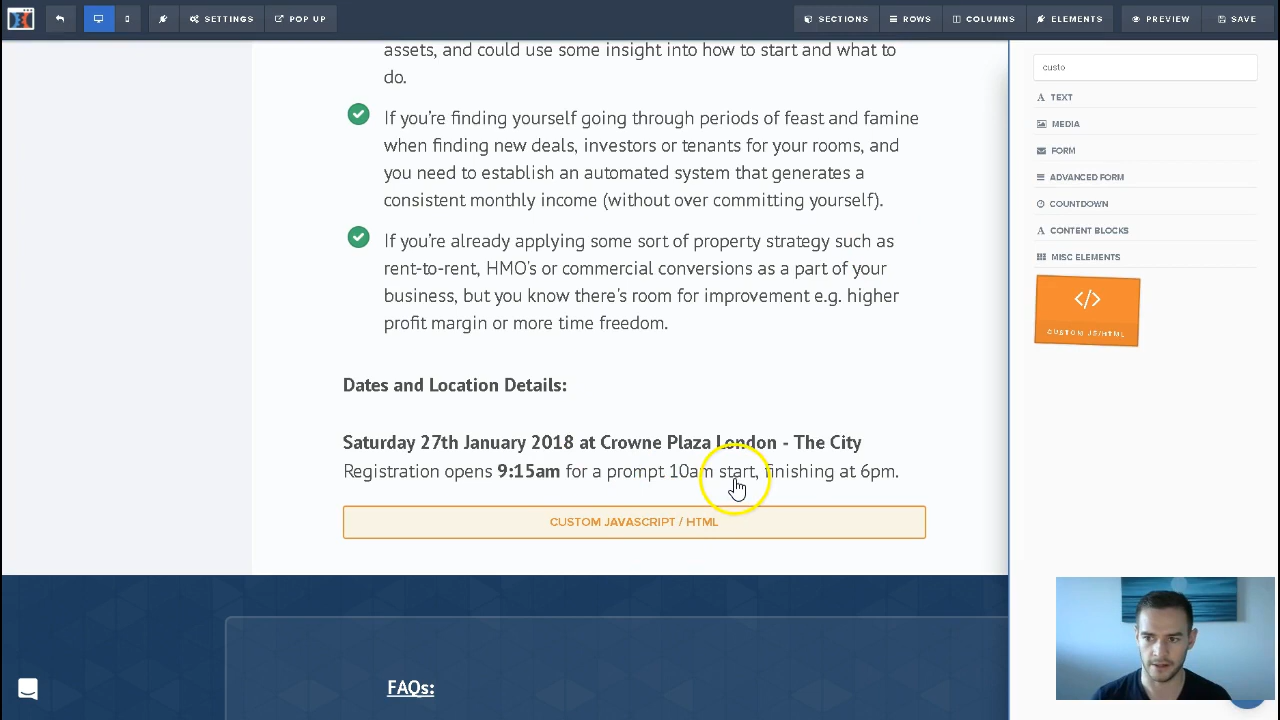 SETTINGS
POP UP
SECTIONS
ROWS
COLUMNS
ELEMENTS
PREVIEW
SAVE
assets, and could use some insight into how to start and what to
do.
If you're finding yourself going through periods of feast and famine
when finding new deals, investors or tenants for your rooms, and
you need to establish an automated system that generates a
consistent monthly income (without over committing yourself).
If you're already applying some sort of property strategy such as
rent-to-rent, HMO's or commercial conversions as a part of your
business, but you know there's room for improvement e.g. higher
profit margin or more time freedom.
Dates and Location Details:
Saturday 27th January 2018 at Crowne Plaza London - The City
Registration opens 9:15am for a prompt 10am start, finishing at 6pm.
CUSTOM JAVASCRIPT / HTML
FAQs:
custo
TEXT
MEDIA
FORM
ADVANCED FORM
COUNTDOWN
CONTENT BLOCKS
MISC ELEMENTS
</>
CUSTOM JS/HTML